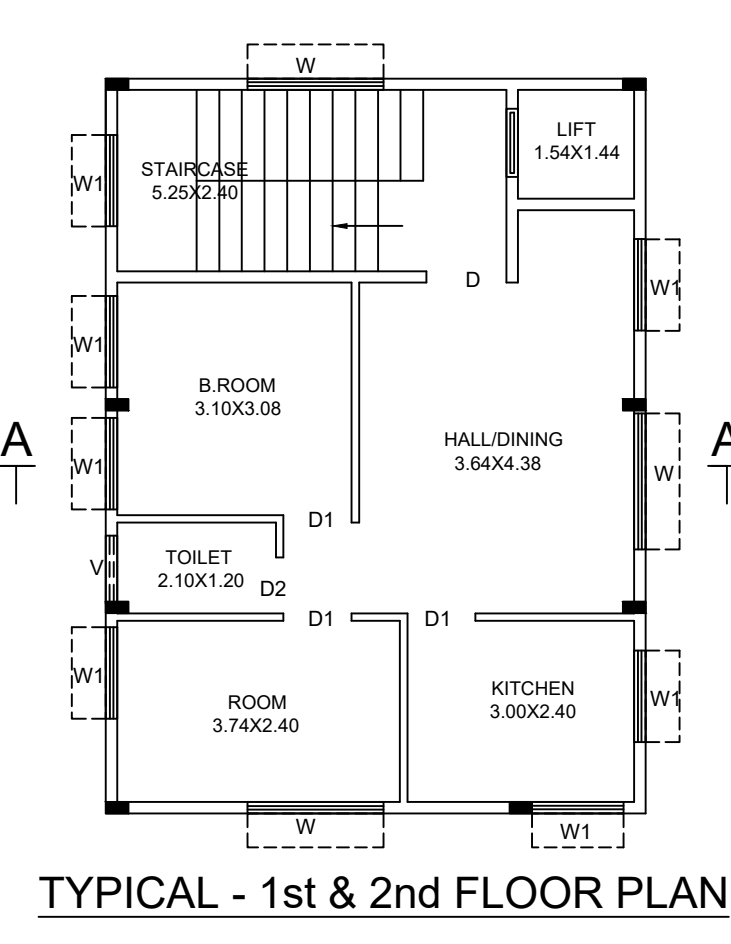 W
LIFT
1.54X1.44
STAIRCASE
5.25X2.40
W1
D
W1
W1
B.ROOM
3.10X3.08
A
A
HALL/DINING
3.64X4.38
W1
W
D1
TOILET
2.10X1.20
V
D2
D1
D1
W1
ROOM
3.74X2.40
KITCHEN
3.00X2.40
W1
W
W1
TYPICAL - 1st & 2nd FLOOR PLAN